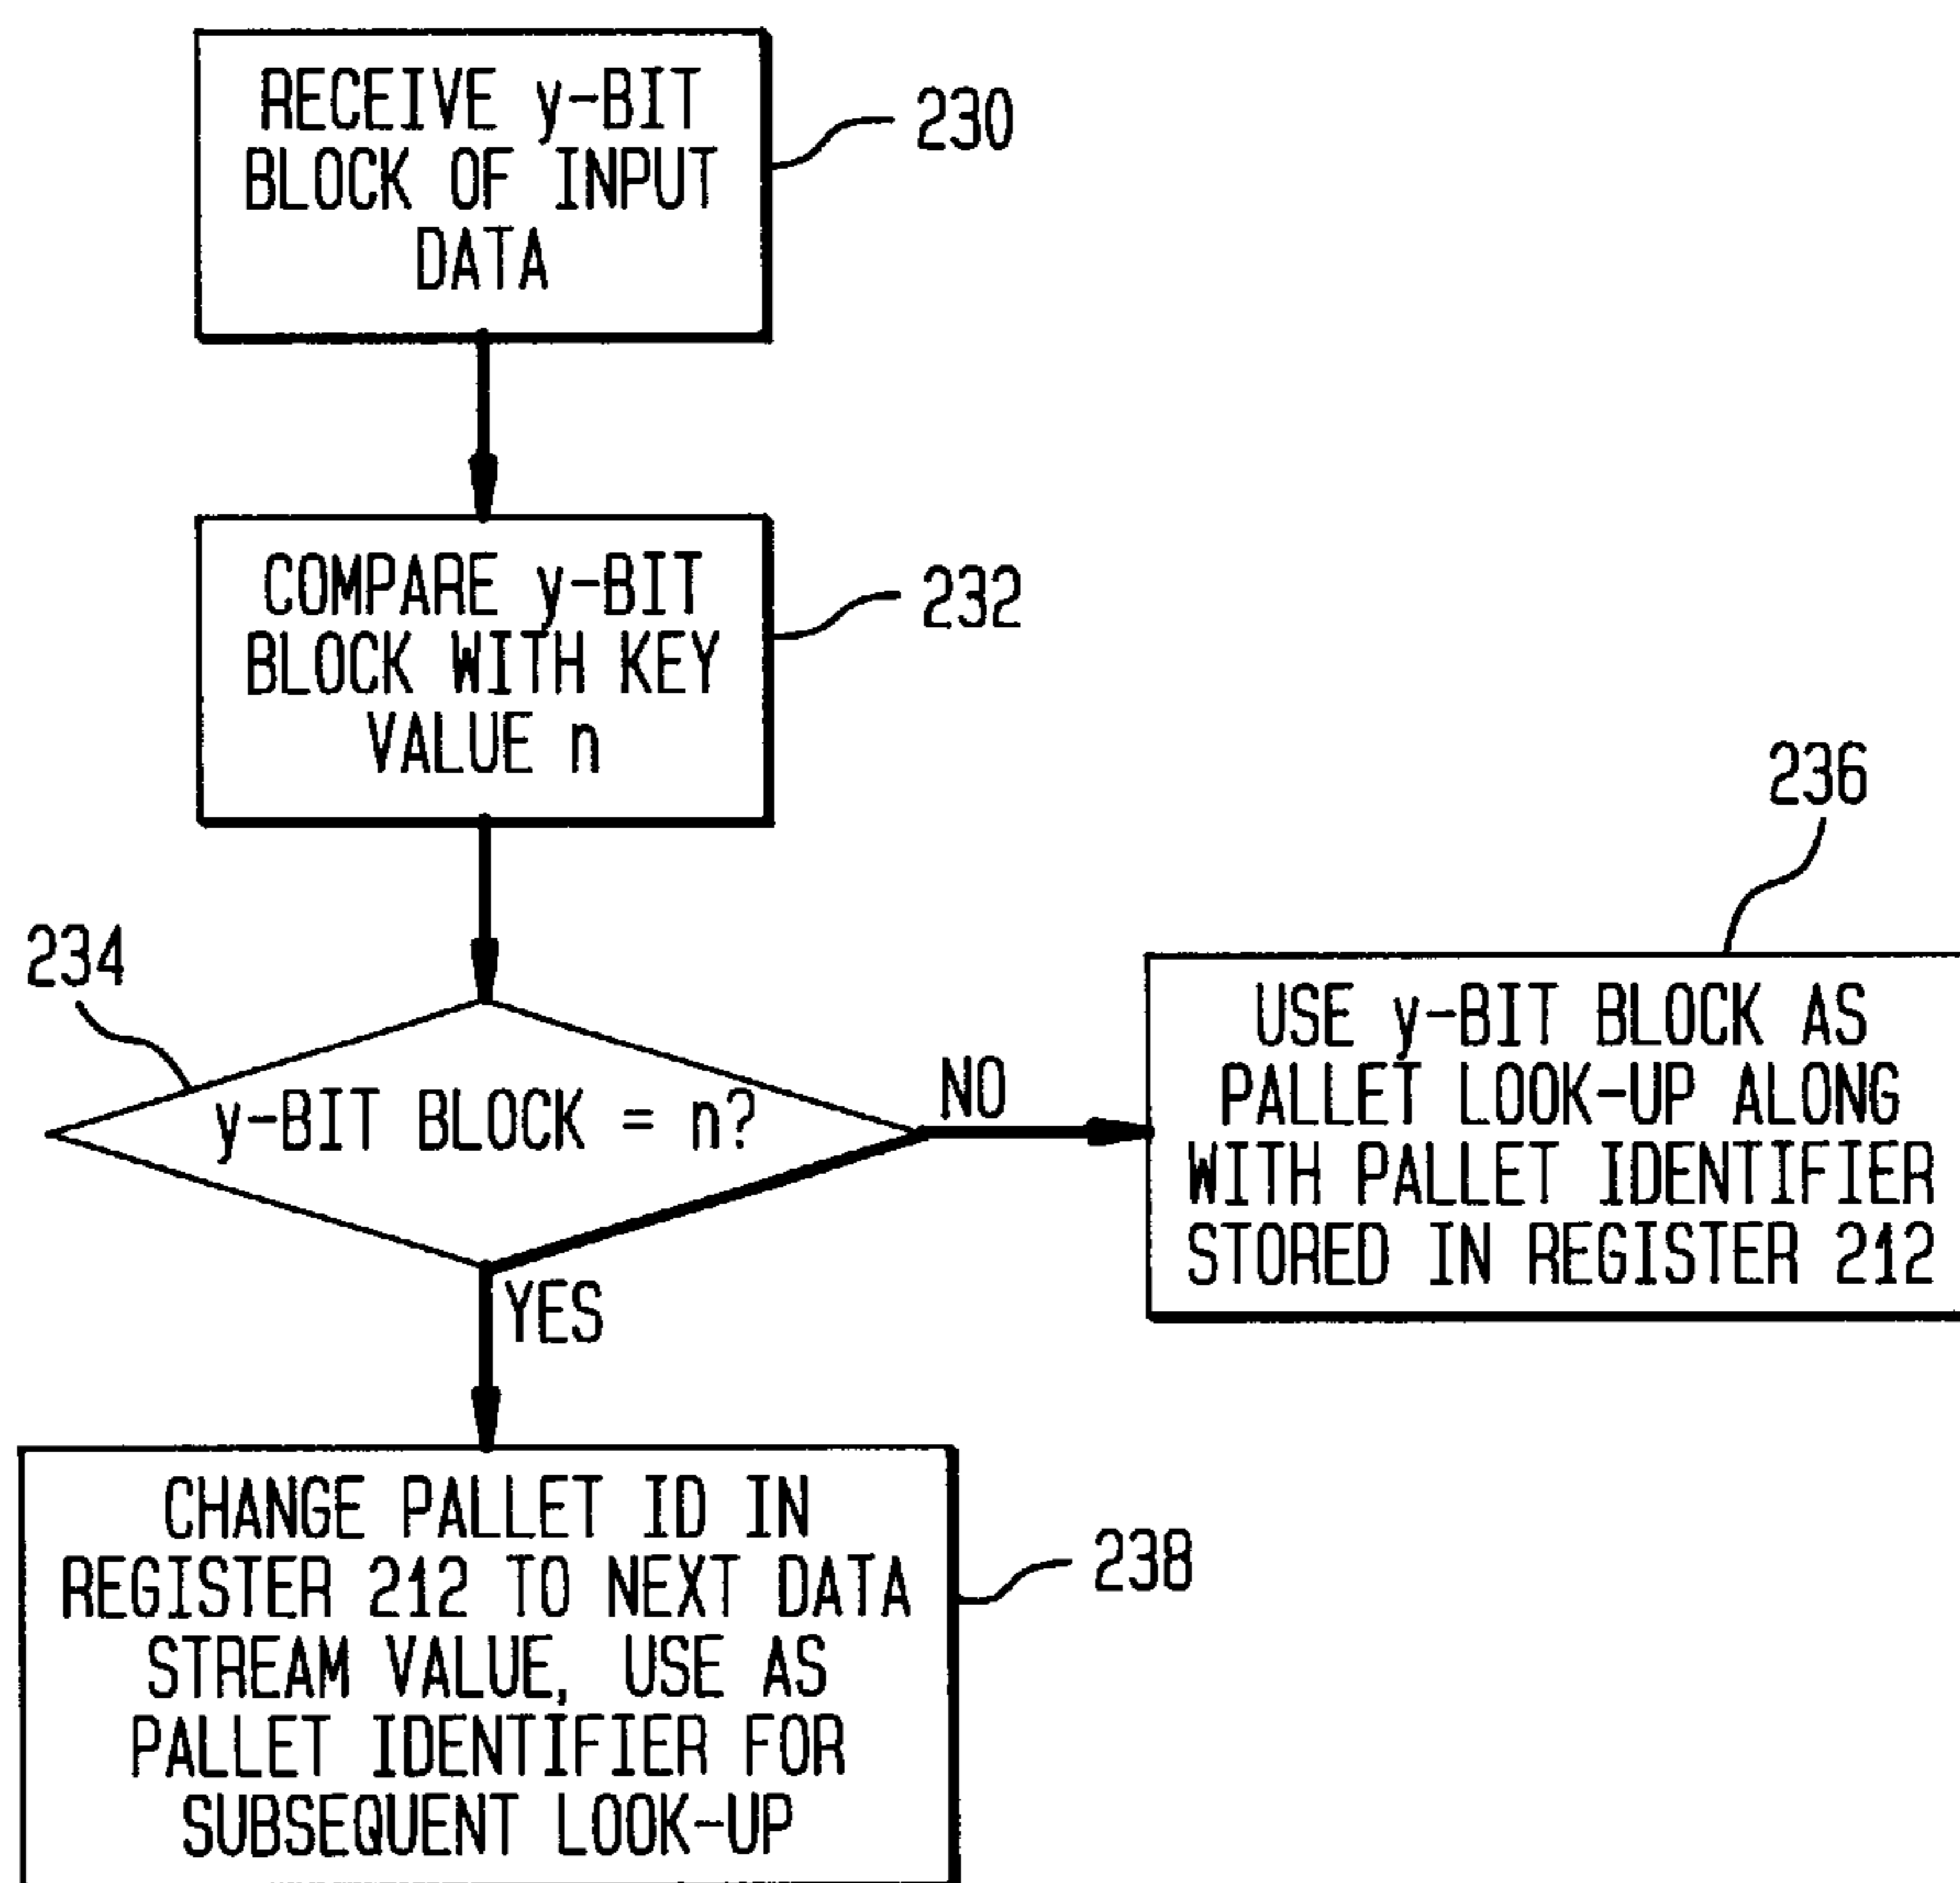 RECEIVE y-BIT
BLOCK OF INPUT
DATA
230
COMPARE y-BIT
BLOCK WITH KEY
VALUE n
232
234
y-BIT BLOCK = n?
NO
YES
236
USE y-BIT BLOCK AS
PALLET LOOK-UP ALONG
WITH PALLET IDENTIFIER
STORED IN REGISTER 212
CHANGE PALLET ID IN
REGISTER 212 TO NEXT DATA
STREAM VALUE, USE AS
PALLET IDENTIFIER FOR
SUBSEQUENT LOOK-UP
238